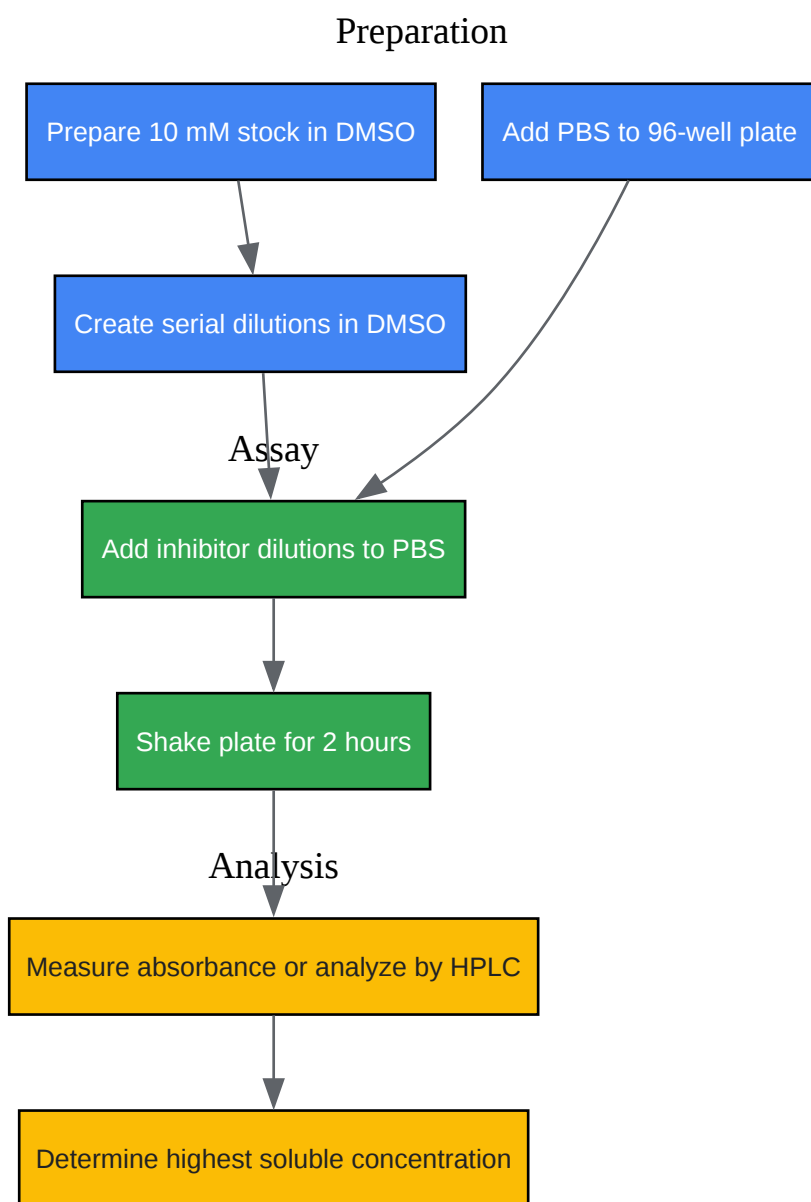 Preparation
Prepare 10 mM stock in DMSO
Add PBS to 96-well plate
Create serial dilutions in DMSO
Assay
Add inhibitor dilutions to PBS
Shake plate for 2 hours
Analysis
Measure absorbance or analyze by HPLC
Determine highest soluble concentration